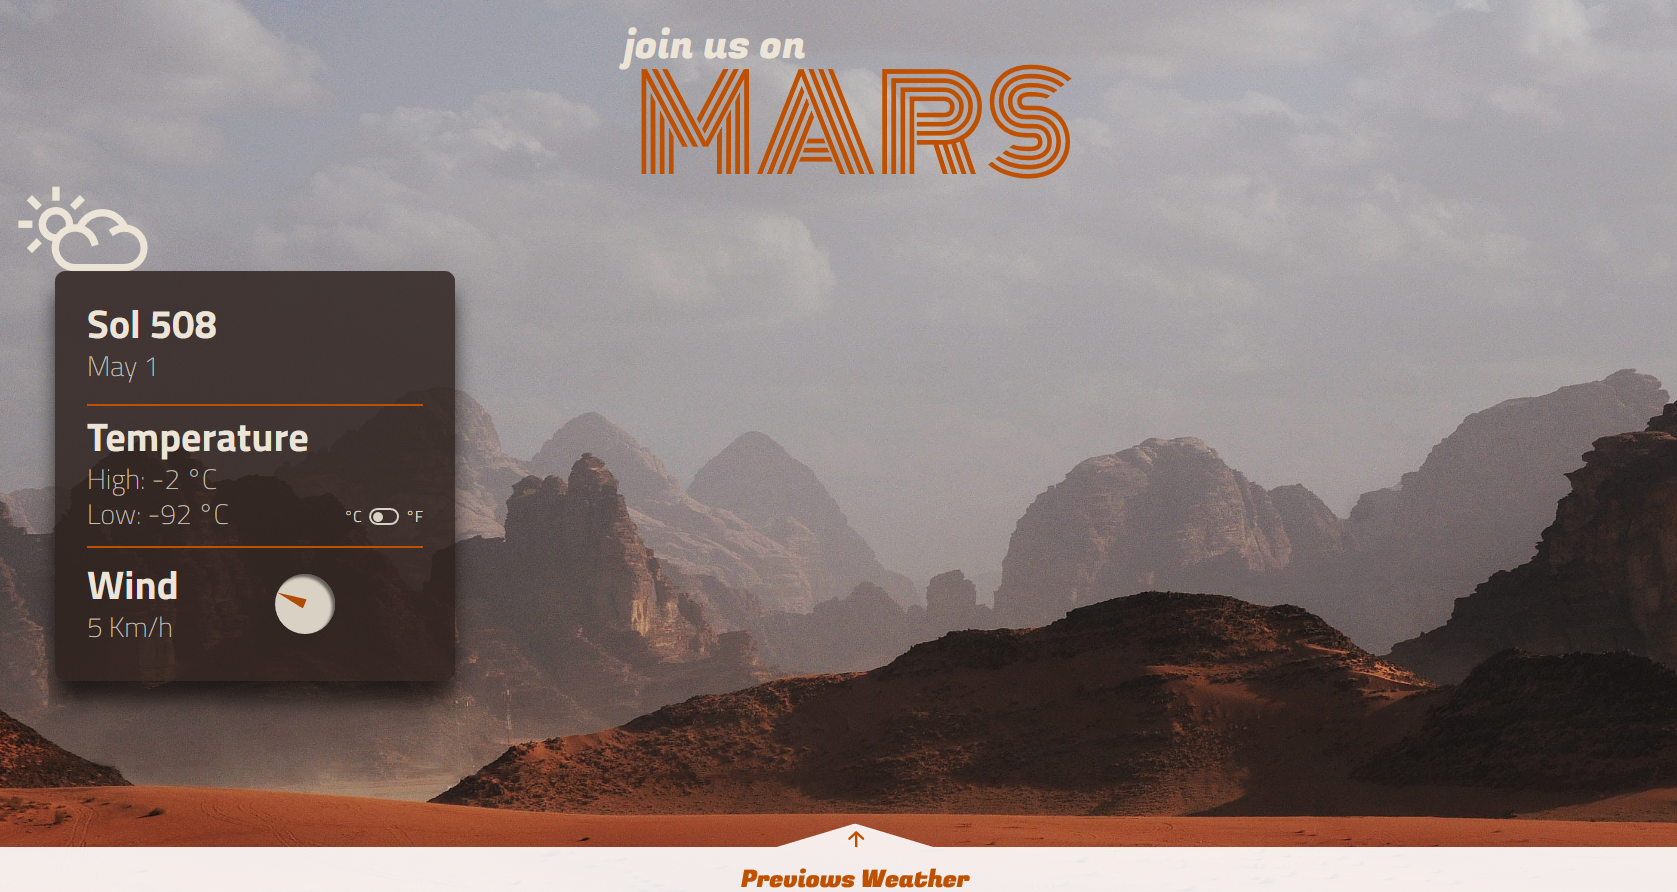 join us on
MARS
Sol 508
May 1
Temperature
High: -2 °C
Low: -92 °C
°C °F
Wind
5 Km/h
Previous Weather